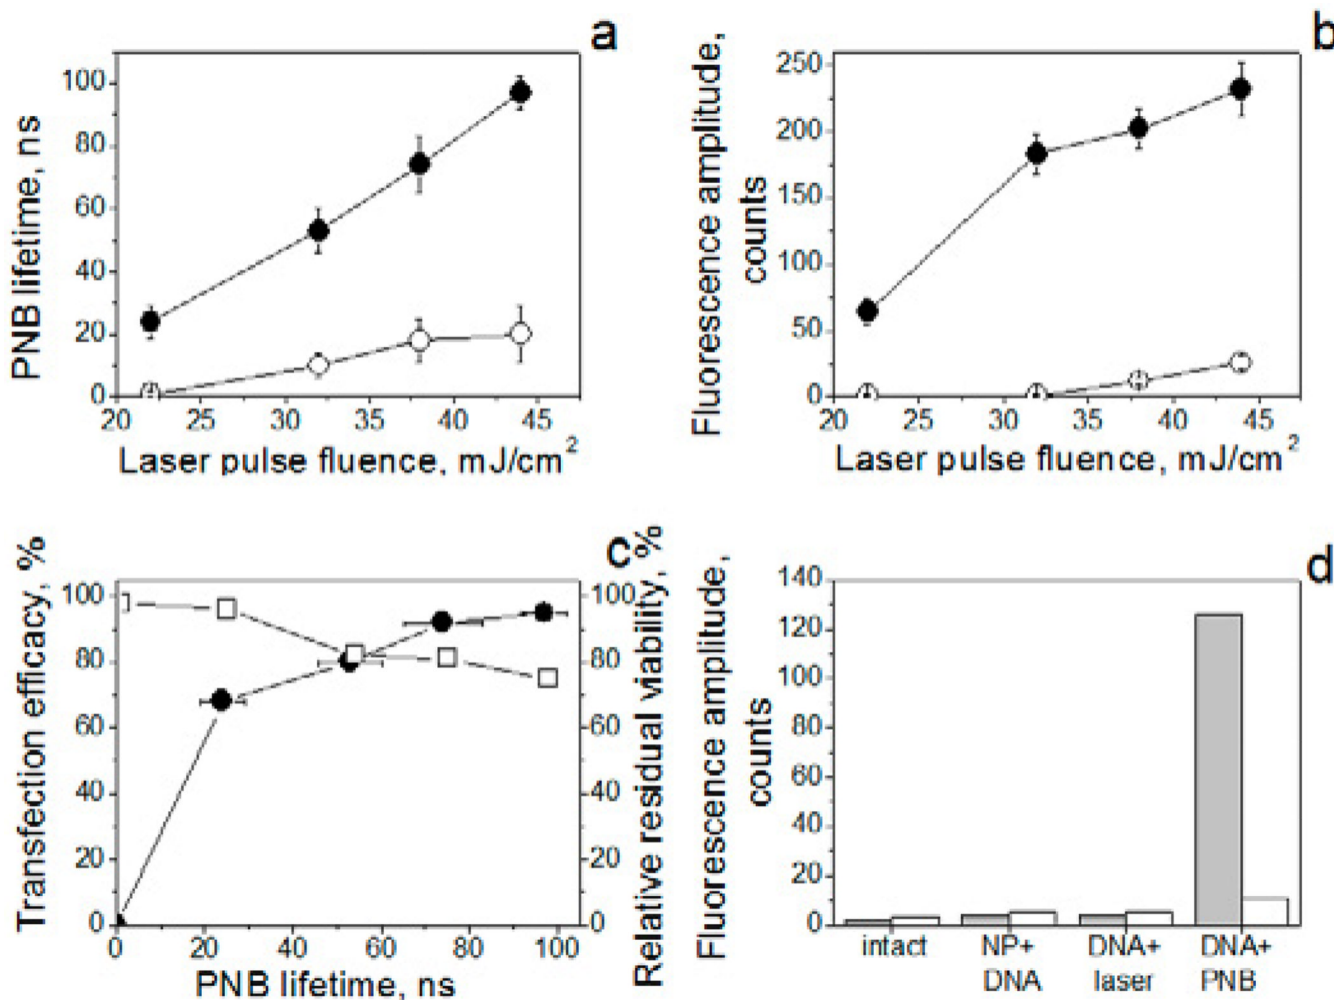 a
PNB lifetime, ns
100
80
60
40
20
0
20 25 30 35 40 45
Laser pulse fluence, mJ/cm²
b
Fluorescence amplitude,
counts
250
200
150
100
50
0
20 25 30 35 40 45
Laser pulse fluence, mJ/cm²
c
Transfection efficacy, %
100
80
60
40
20
0
0 20 40 60 80 100
PNB lifetime, ns
100
80
60
40
20
0
Relative residual viability, %
d
Fluorescence amplitude,
counts
140
120
100
80
60
40
20
0
intact NP+ DNA+ DNA+
DNA laser PNB